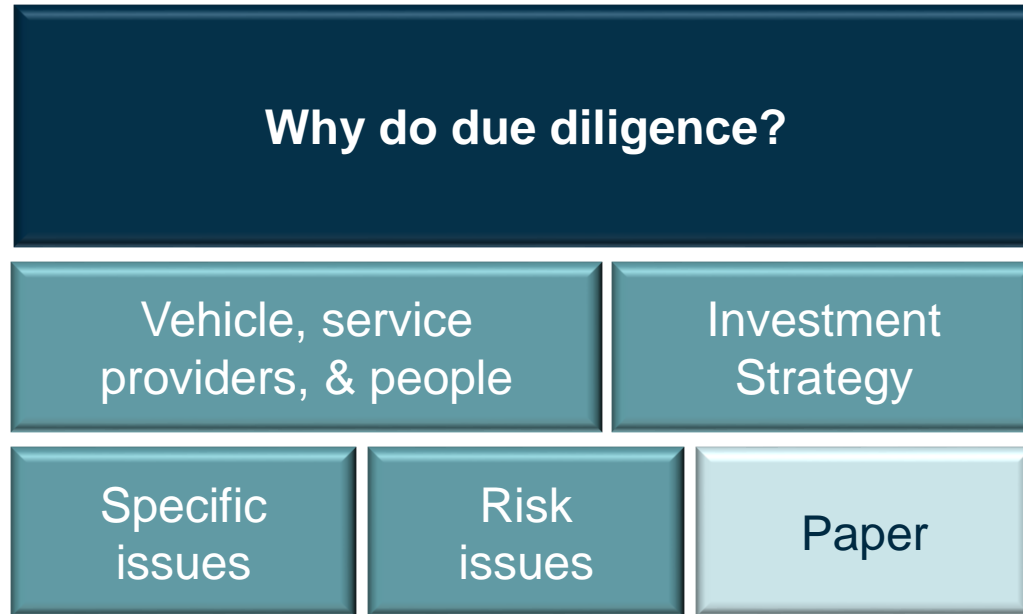 Why do due diligence?
Vehicle, service
providers, & people
Investment
Strategy
Specific
issues
Risk
issues
Paper